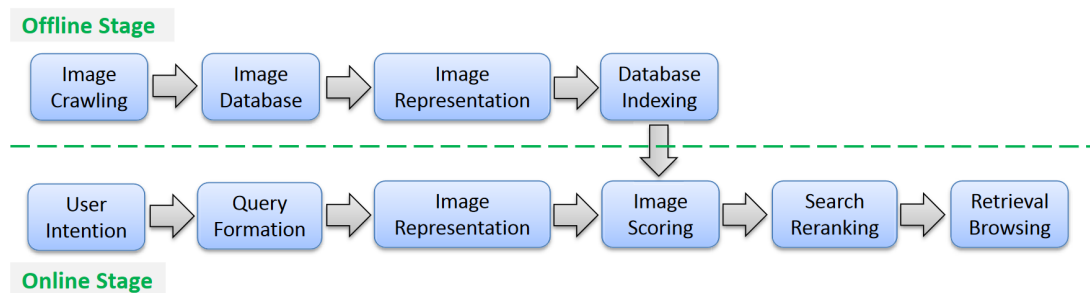 Offline Stage
Image
Crawling
Image
Database
Image
Representation
Database
Indexing
User
Intention
Query
Formation
Image
Representation
Image
Scoring
Search
Reranking
Retrieval
Browsing
Online Stage